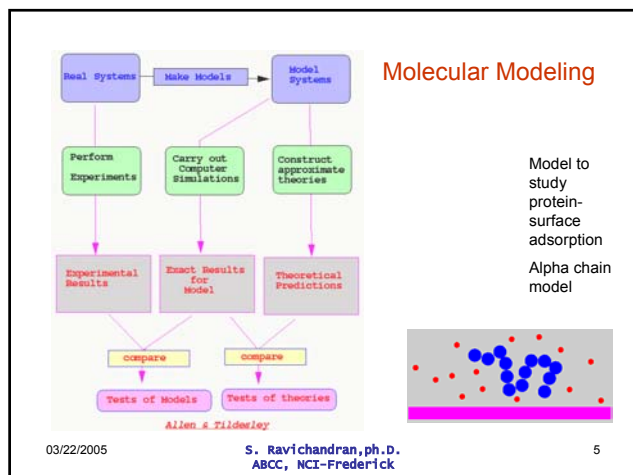 Molecular Modeling
Real Systems
Make Models
Model
Systems
Perform
Experiments
Carry out
Computer
Simulations
Construct
approximate
theories
Experimental
Results
Exact Results
for
Model
Theoretical
Predictions
compare
compare
Tests of Models
Tests of theories
Allen & Tildesley
Model to
study
protein-
surface
adsorption
Alpha chain
model
03/22/2005
S. Ravichandran,ph.D.
ABCC, NCI-Frederick
5